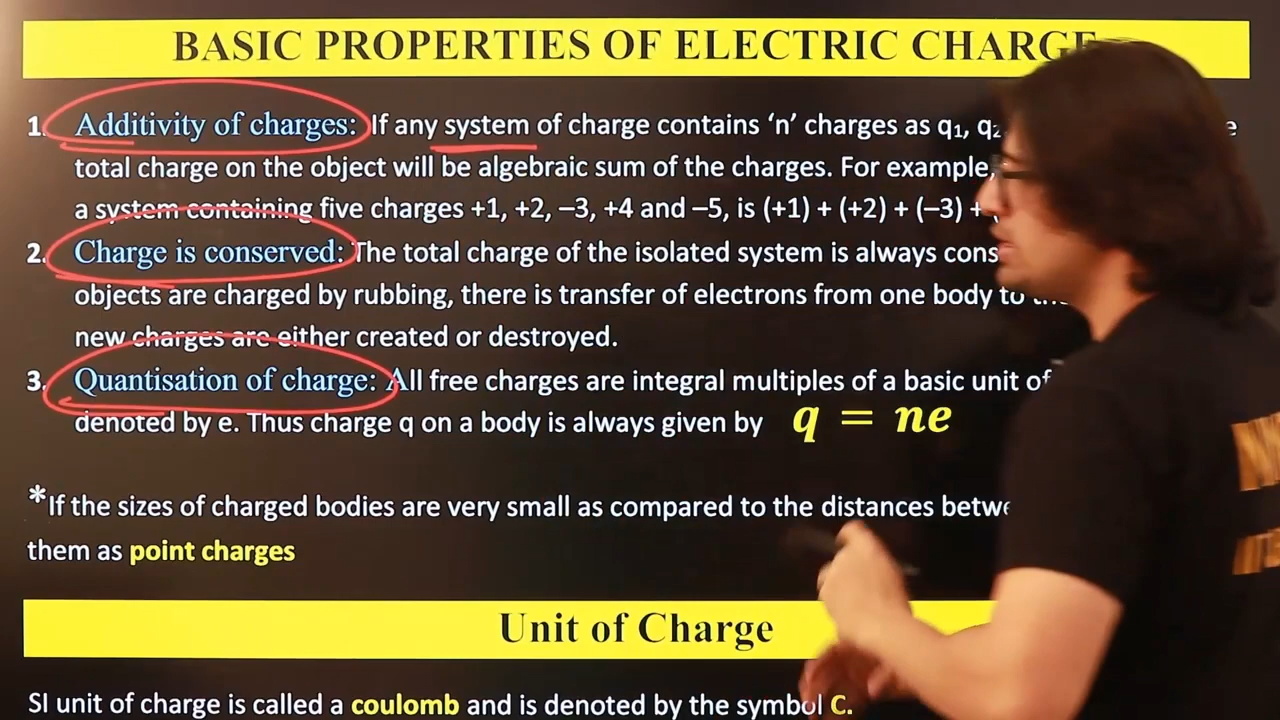 BASIC PROPERTIES OF ELECTRIC CHARGE
1. Additivity of charges: If any system of charge contains ‘n’ charges as q₁, q₂ e
total charge on the object will be algebraic sum of the charges. For example,
a system containing five charges +1, +2, –3, +4 and –5, is (+1) + (+2) + (–3) +
2. Charge is conserved: The total charge of the isolated system is always
objects are charged by rubbing, there is transfer of electrons from one body to
new charges are either created or destroyed.
3. Quantisation of charge: All free charges are integral multiples of a basic unit of
denoted by e. Thus charge q on a body is always given by q = ne
*If the sizes of charged bodies are very small as compared to the distances
them as point charges
Unit of Charge
SI unit of charge is called a coulomb and is denoted by the symbol C.